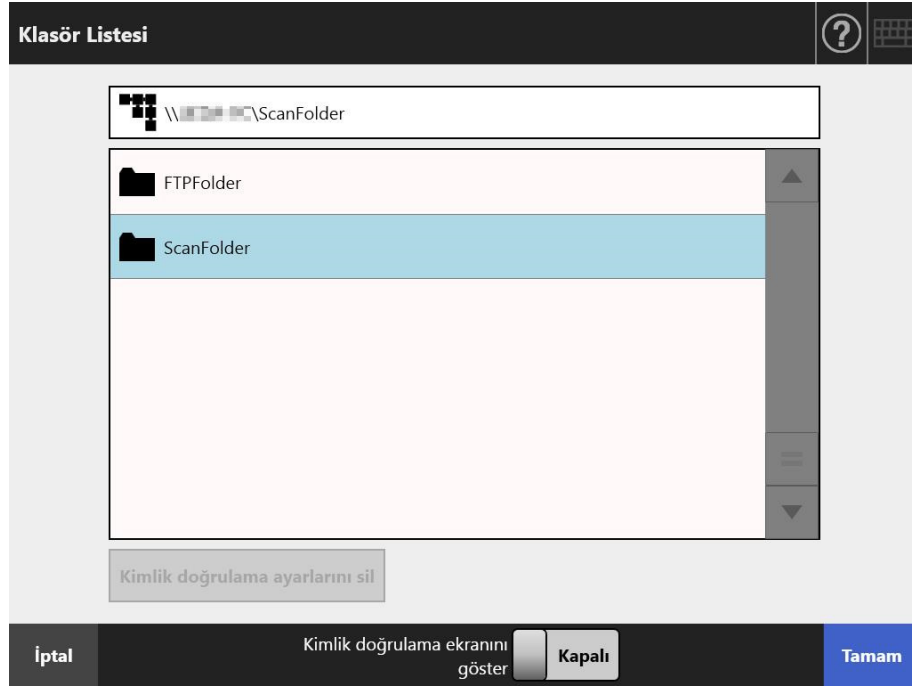 Klasör Listesi
\\ \ScanFolder
FTPFolder
ScanFolder
Kimlik doğrulama ayarlarını sil
İptal
Kimlik doğrulama ekranını
göster
Kapalı
Tamam